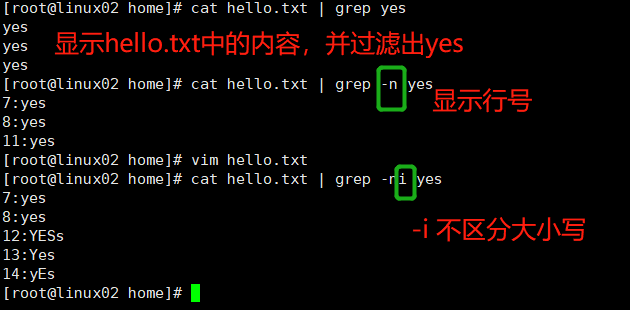 [root@linux02 home]# cat hello.txt | grep yes
yes
yes
yes
显示hello.txt中的内容，并过滤出yes
[root@linux02 home]# cat hello.txt | grep -n yes
显示行号
7:yes
8:yes
11:yes
[root@linux02 home]# vim hello.txt
[root@linux02 home]# cat hello.txt | grep -ni yes
7:yes
8:yes
12:YESs
-i 不区分大小写
13:Yes
14:yEs
[root@linux02 home]#